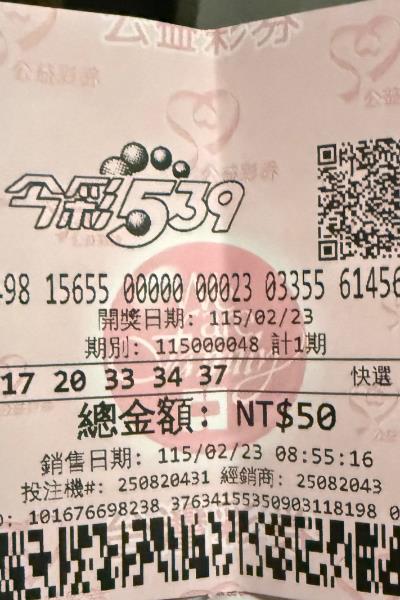 公益彩券
今彩539
498 15655 00000 00023 03355 61456
開獎日期: 115/02/23
期別: 115000048 計1期
17 20 33 34 37 快選
總金額: NT$50
銷售日期: 115/02/23 08:55:16
投注機#: 250820431 經銷商: 25082043
: 101676698238 37634155350903118198 0